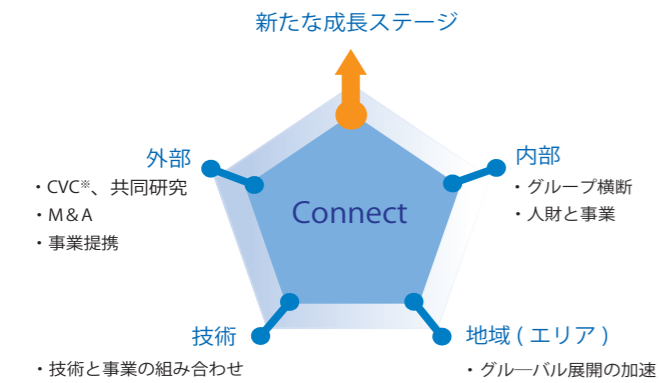 新たな成長ステージ
外部
・CVC※、共同研究
・M&A
・事業提携
内部
・グループ横断
・人財と事業
Connect
技術
・技術と事業の組み合わせ
地域 ( エリア )
・グル―バル展開の加速